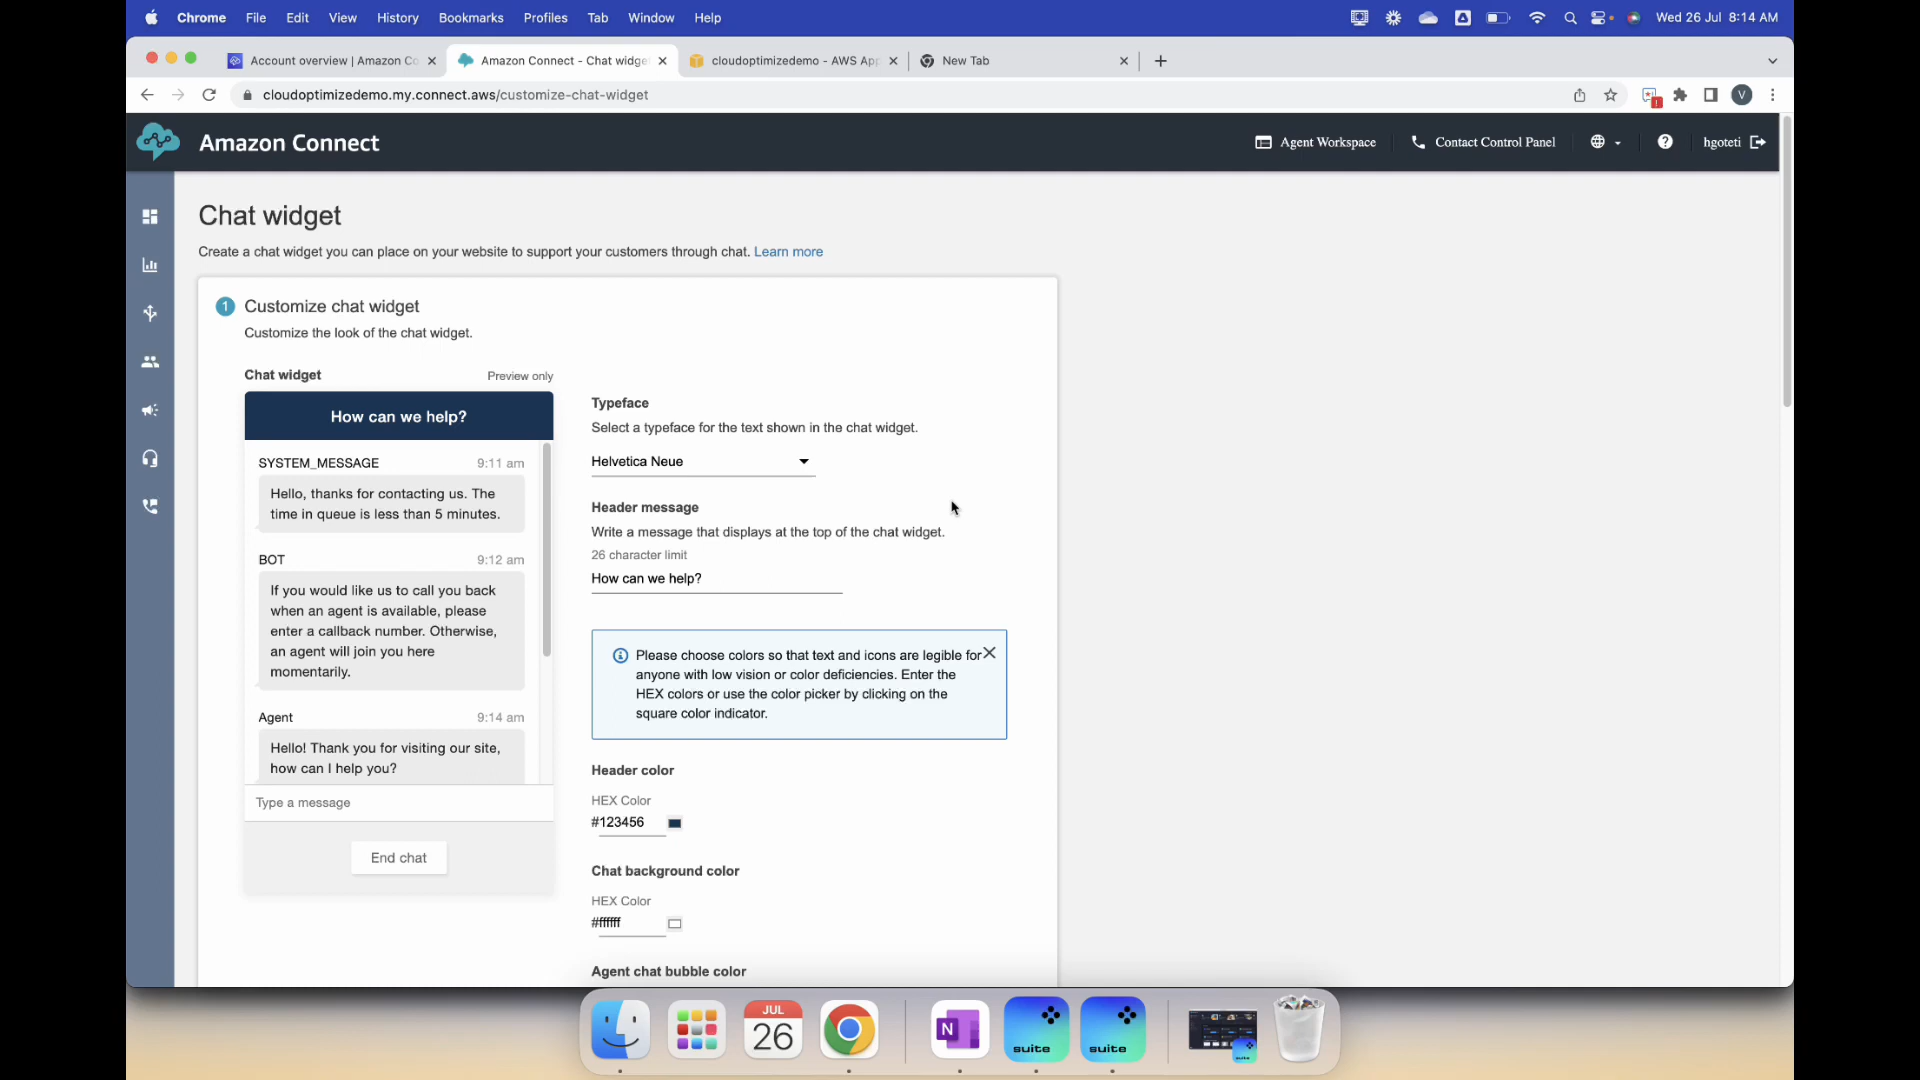 Chrome File Edit View History Bookmarks Profiles Tab Window Help Wed 26 Jul 8:14 AM
Account overview | Amazon Co Amazon Connect - Chat widge cloudoptimizedemo - AWS App New Tab
cloudoptimizedemo.my.connect.aws/customize-chat-widget V
Amazon Connect Agent Workspace Contact Control Panel hgoteti
Chat widget
Create a chat widget you can place on your website to support your customers through chat. Learn more
1 Customize chat widget
Customize the look of the chat widget.
Chat widget Preview only
How can we help?
SYSTEM_MESSAGE 9:11 am
Hello, thanks for contacting us. The
time in queue is less than 5 minutes.
BOT 9:12 am
If you would like us to call you back
when an agent is available, please
enter a callback number. Otherwise,
an agent will join you here
momentarily.
Agent 9:14 am
Hello! Thank you for visiting our site,
how can I help you?
Type a message
End chat
Typeface
Select a typeface for the text shown in the chat widget.
Helvetica Neue
Header message
Write a message that displays at the top of the chat widget.
26 character limit
How can we help?
Please choose colors so that text and icons are legible for
anyone with low vision or color deficiencies. Enter the
HEX colors or use the color picker by clicking on the
square color indicator.
Header color
HEX Color
#123456
Chat background color
HEX Color
#ffffff
Agent chat bubble color
JUL
26
N
suite
suite